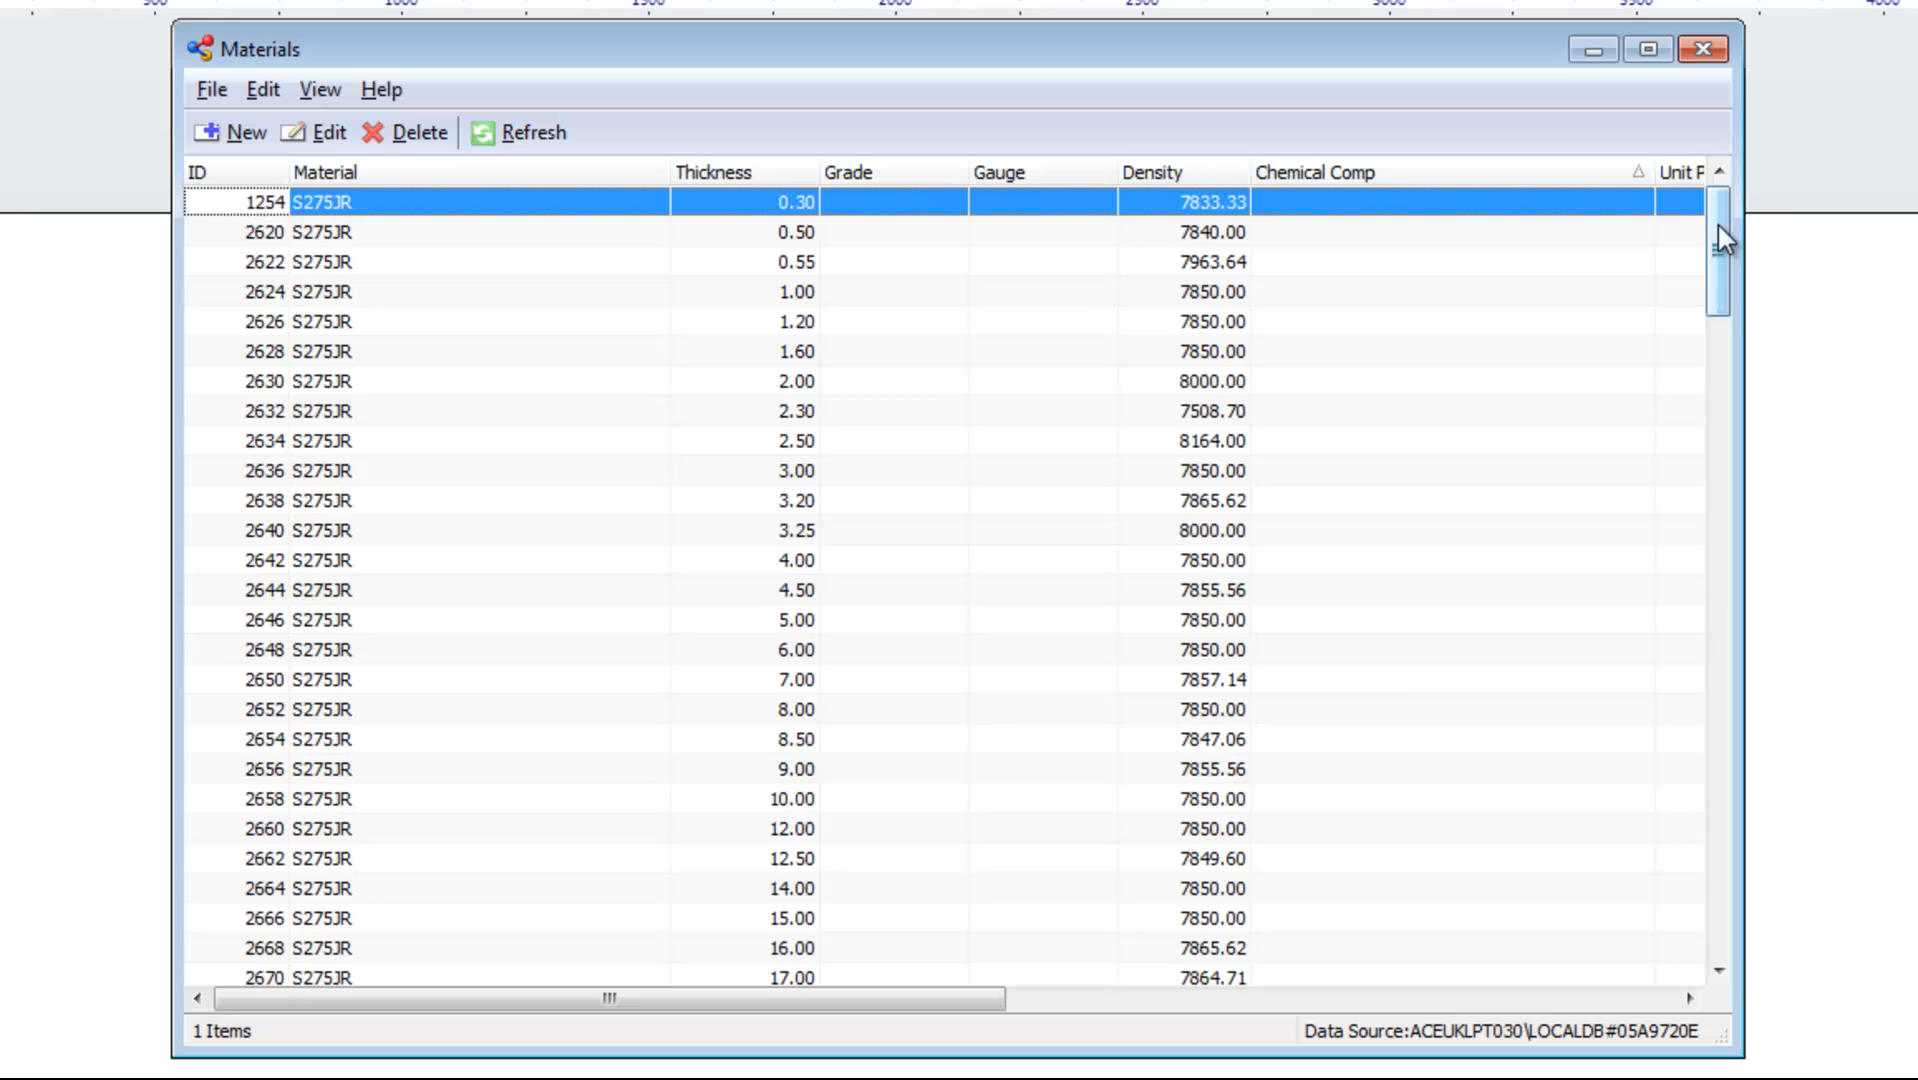 500 1000 1500 2000 2500 3000 3500 4000
Materials
File Edit View Help
New Edit Delete Refresh
ID Material Thickness Grade Gauge Density Chemical Comp Unit P
1254 S275JR 0.30 7833.33
2620 S275JR 0.50 7840.00
2622 S275JR 0.55 7963.64
2624 S275JR 1.00 7850.00
2626 S275JR 1.20 7850.00
2628 S275JR 1.60 7850.00
2630 S275JR 2.00 8000.00
2632 S275JR 2.30 7508.70
2634 S275JR 2.50 8164.00
2636 S275JR 3.00 7850.00
2638 S275JR 3.20 7865.62
2640 S275JR 3.25 8000.00
2642 S275JR 4.00 7850.00
2644 S275JR 4.50 7855.56
2646 S275JR 5.00 7850.00
2648 S275JR 6.00 7850.00
2650 S275JR 7.00 7857.14
2652 S275JR 8.00 7850.00
2654 S275JR 8.50 7847.06
2656 S275JR 9.00 7855.56
2658 S275JR 10.00 7850.00
2660 S275JR 12.00 7850.00
2662 S275JR 12.50 7849.60
2664 S275JR 14.00 7850.00
2666 S275JR 15.00 7850.00
2668 S275JR 16.00 7865.62
2670 S275JR 17.00 7864.71
1 Items Data Source:ACEUKLPT030\LOCALDB#05A9720E